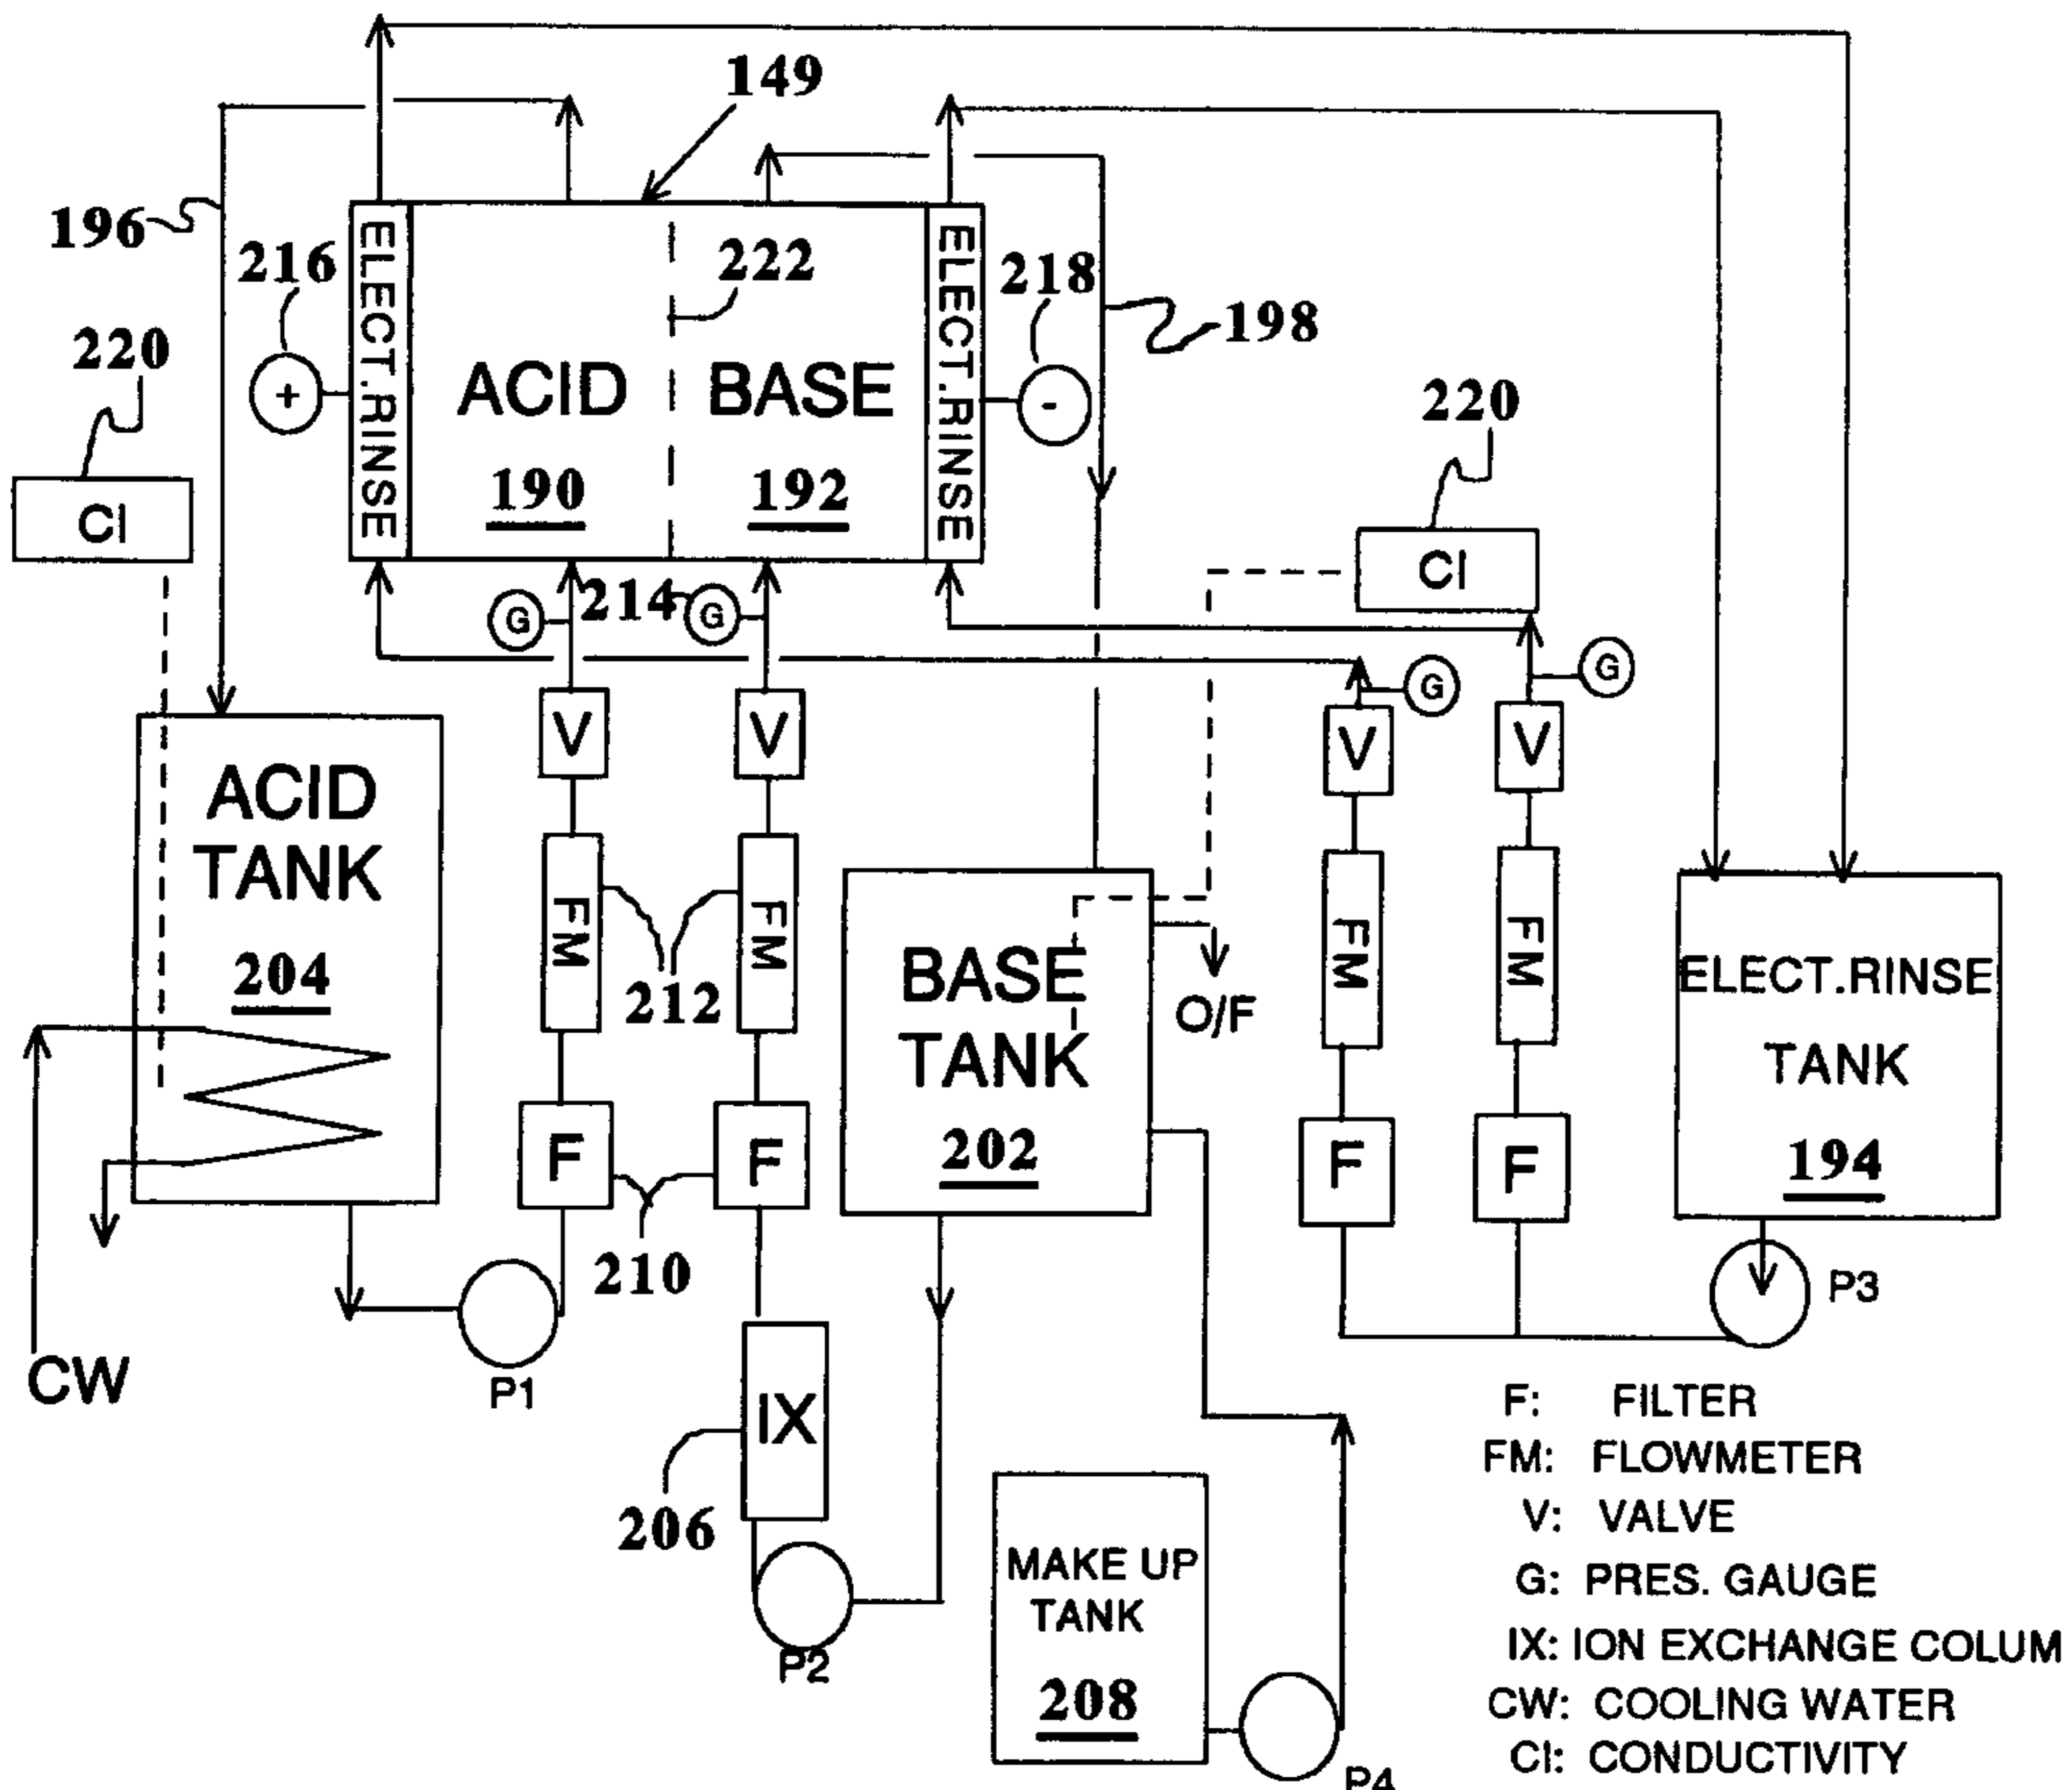 149
196
216
ELECT.RINSE
222
ELECT.RINSE
218
198
220
+
ACID
BASE
-
220
190
192
CI
CI
G
214
G
G
G
V
V
V
V
ACID
TANK
204
FM
FM
212
BASE
TANK
202
O/F
FM
FM
ELECT.RINSE
TANK
194
F
F
210
F
F
P1
P3
CW
IX
206
P2
MAKE UP
TANK
208
P4
F: FILTER
FM: FLOWMETER
V: VALVE
G: PRES. GAUGE
IX: ION EXCHANGE COLUM
CW: COOLING WATER
CI: CONDUCTIVITY